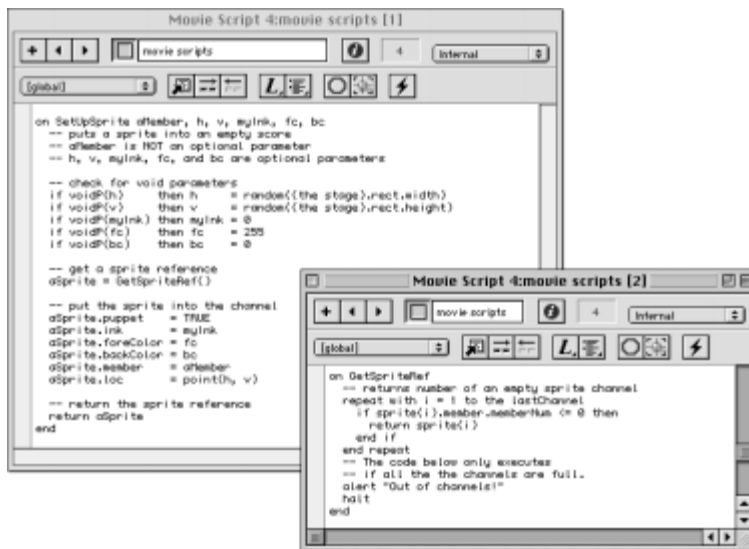 Movie Script 4:movie scripts [1]
movie scripts
4
Internal
[global]
on SetUpSprite aMember, h, v, myInk, fc, bc
-- puts a sprite into an empty score
-- aMember is NOT an optional parameter
-- h, v, myInk, fc, and bc are optional parameters
-- check for void parameters
if voidP(h) then h = random((the stage).rect.width)
if voidP(v) then v = random((the stage).rect.height)
if voidP(myInk) then myInk = 0
if voidP(fc) then fc = 255
if voidP(bc) then bc = 0
-- get a sprite reference
aSprite = GetSpriteRef()
-- put the sprite into the channel
aSprite.puppet = TRUE
aSprite.ink = myInk
aSprite.foreColor = fc
aSprite.backColor = bc
aSprite.member = aMember
aSprite.loc = point(h, v)
-- return the sprite reference
return aSprite
end
Movie Script 4:movie scripts [2]
movie scripts
4
Internal
[global]
on GetSpriteRef
-- returns number of an empty sprite channel
repeat with i = 1 to the lastChannel
if sprite(i).member.memberNum <= 0 then
return sprite(i)
end if
end repeat
-- The code below only executes
-- if all the the channels are full.
alert "Out of channels!"
halt
end